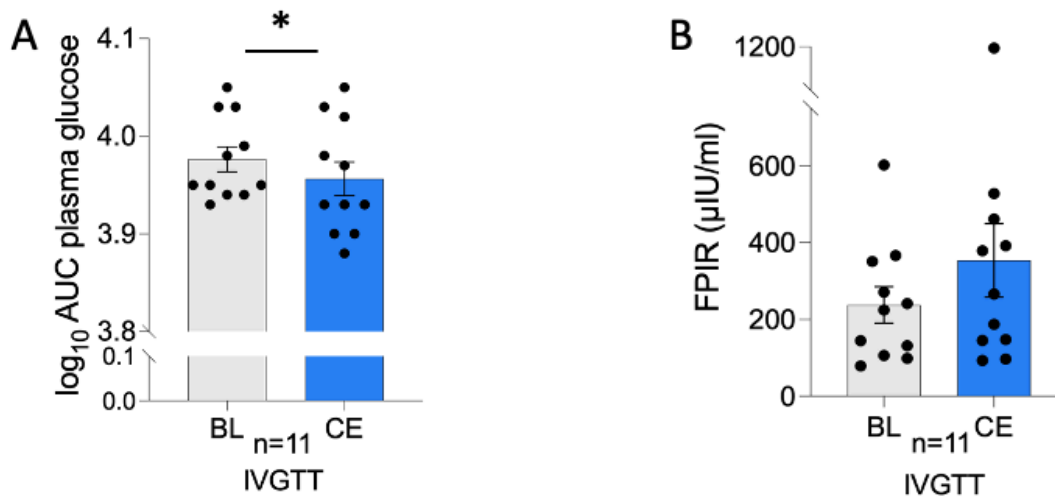 A
log10 AUC plasma glucose
4.1
4.0
3.9
3.8
0.1
0.0
*
BL
CE
n=11
IVGTT
B
FPIR (µIU/ml)
1200
600
400
200
0
BL
CE
n=11
IVGTT